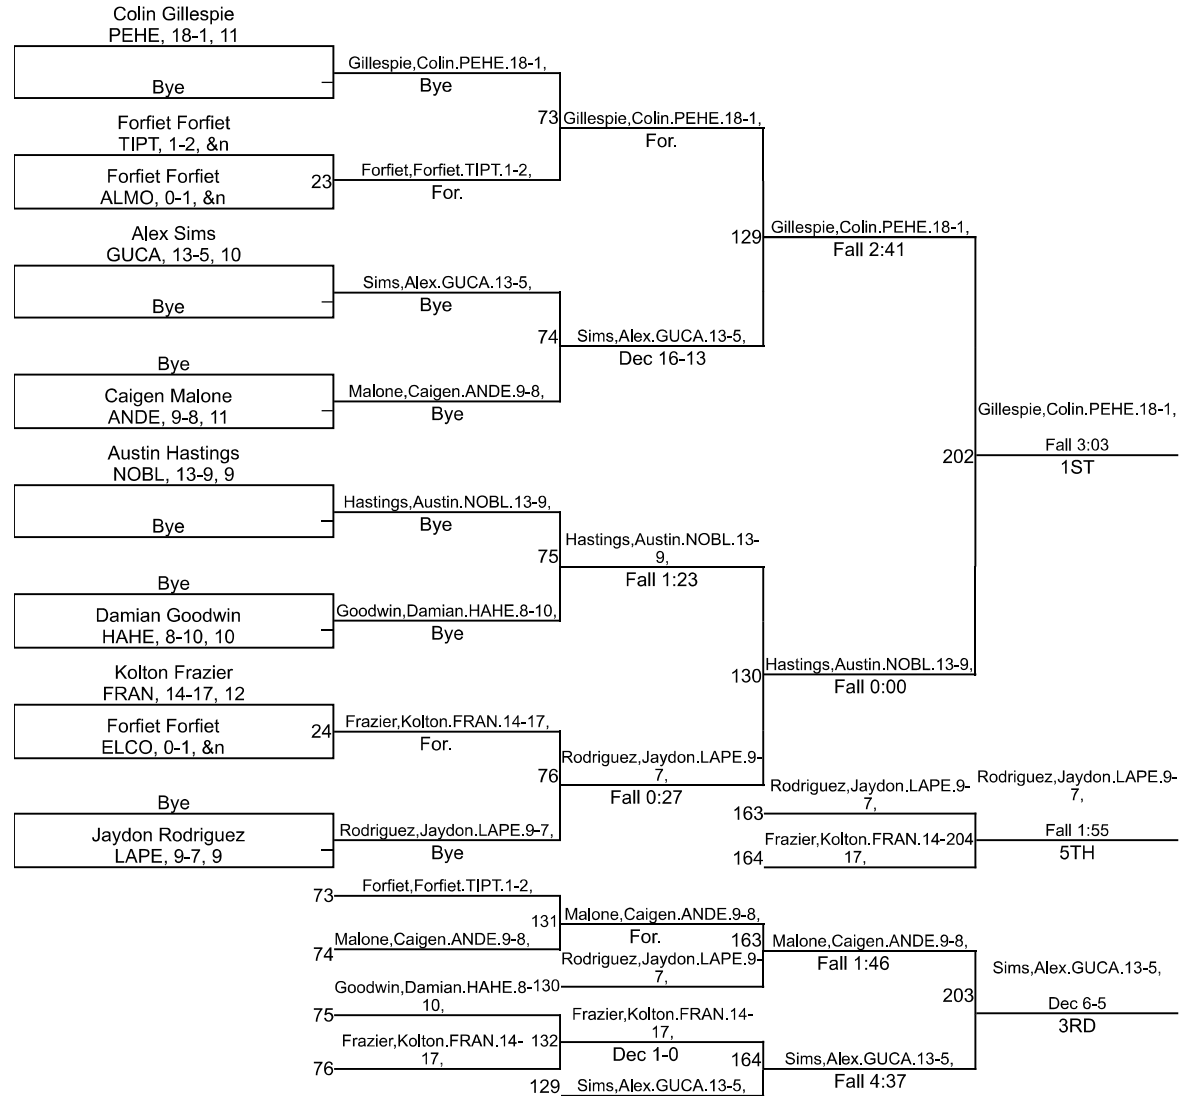 Colin Gillespie
PEHE, 18-1, 11
Bye
Gillespie,Colin.PEHE.18-1,
Bye
73
Gillespie,Colin.PEHE.18-1,
For.
Forfiet Forfiet
TIPT, 1-2, &n
Forfiet Forfiet
ALMO, 0-1, &n
23
Forfiet,Forfiet.TIPT.1-2,
For.
129
Gillespie,Colin.PEHE.18-1,
Fall 2:41
Alex Sims
GUCA, 13-5, 10
Bye
Sims,Alex.GUCA.13-5,
Bye
74
Sims,Alex.GUCA.13-5,
Dec 16-13
Bye
Caigen Malone
ANDE, 9-8, 11
Malone,Caigen.ANDE.9-8,
Bye
Gillespie,Colin.PEHE.18-1,
202
Fall 3:03
1ST
Austin Hastings
NOBL, 13-9, 9
Bye
Hastings,Austin.NOBL.13-9,
Bye
75
Hastings,Austin.NOBL.13-
9,
Fall 1:23
Bye
Damian Goodwin
HAHE, 8-10, 10
Goodwin,Damian.HAHE.8-10,
Bye
130
Hastings,Austin.NOBL.13-9,
Fall 0:00
Kolton Frazier
FRAN, 14-17, 12
Forfiet Forfiet
ELCO, 0-1, &n
24
Frazier,Kolton.FRAN.14-17,
For.
76
Rodriguez,Jaydon.LAPE.9-
7,
Fall 0:27
Bye
Jaydon Rodriguez
LAPE, 9-7, 9
Rodriguez,Jaydon.LAPE.9-7,
Bye
163
Rodriguez,Jaydon.LAPE.9-
7,
164
Frazier,Kolton.FRAN.14-
17,
204
Rodriguez,Jaydon.LAPE.9-
7,
Fall 1:55
5TH
73
Forfiet,Forfiet.TIPT.1-2,
74
Malone,Caigen.ANDE.9-8,
131
Malone,Caigen.ANDE.9-8,
For.
130
Rodriguez,Jaydon.LAPE.9-
7,
163
Malone,Caigen.ANDE.9-8,
Fall 1:46
75
Goodwin,Damian.HAHE.8-
10,
76
Frazier,Kolton.FRAN.14-
17,
132
Frazier,Kolton.FRAN.14-
17,
Dec 1-0
129
Sims,Alex.GUCA.13-5,
164
Sims,Alex.GUCA.13-5,
Fall 4:37
203
Sims,Alex.GUCA.13-5,
Dec 6-5
3RD